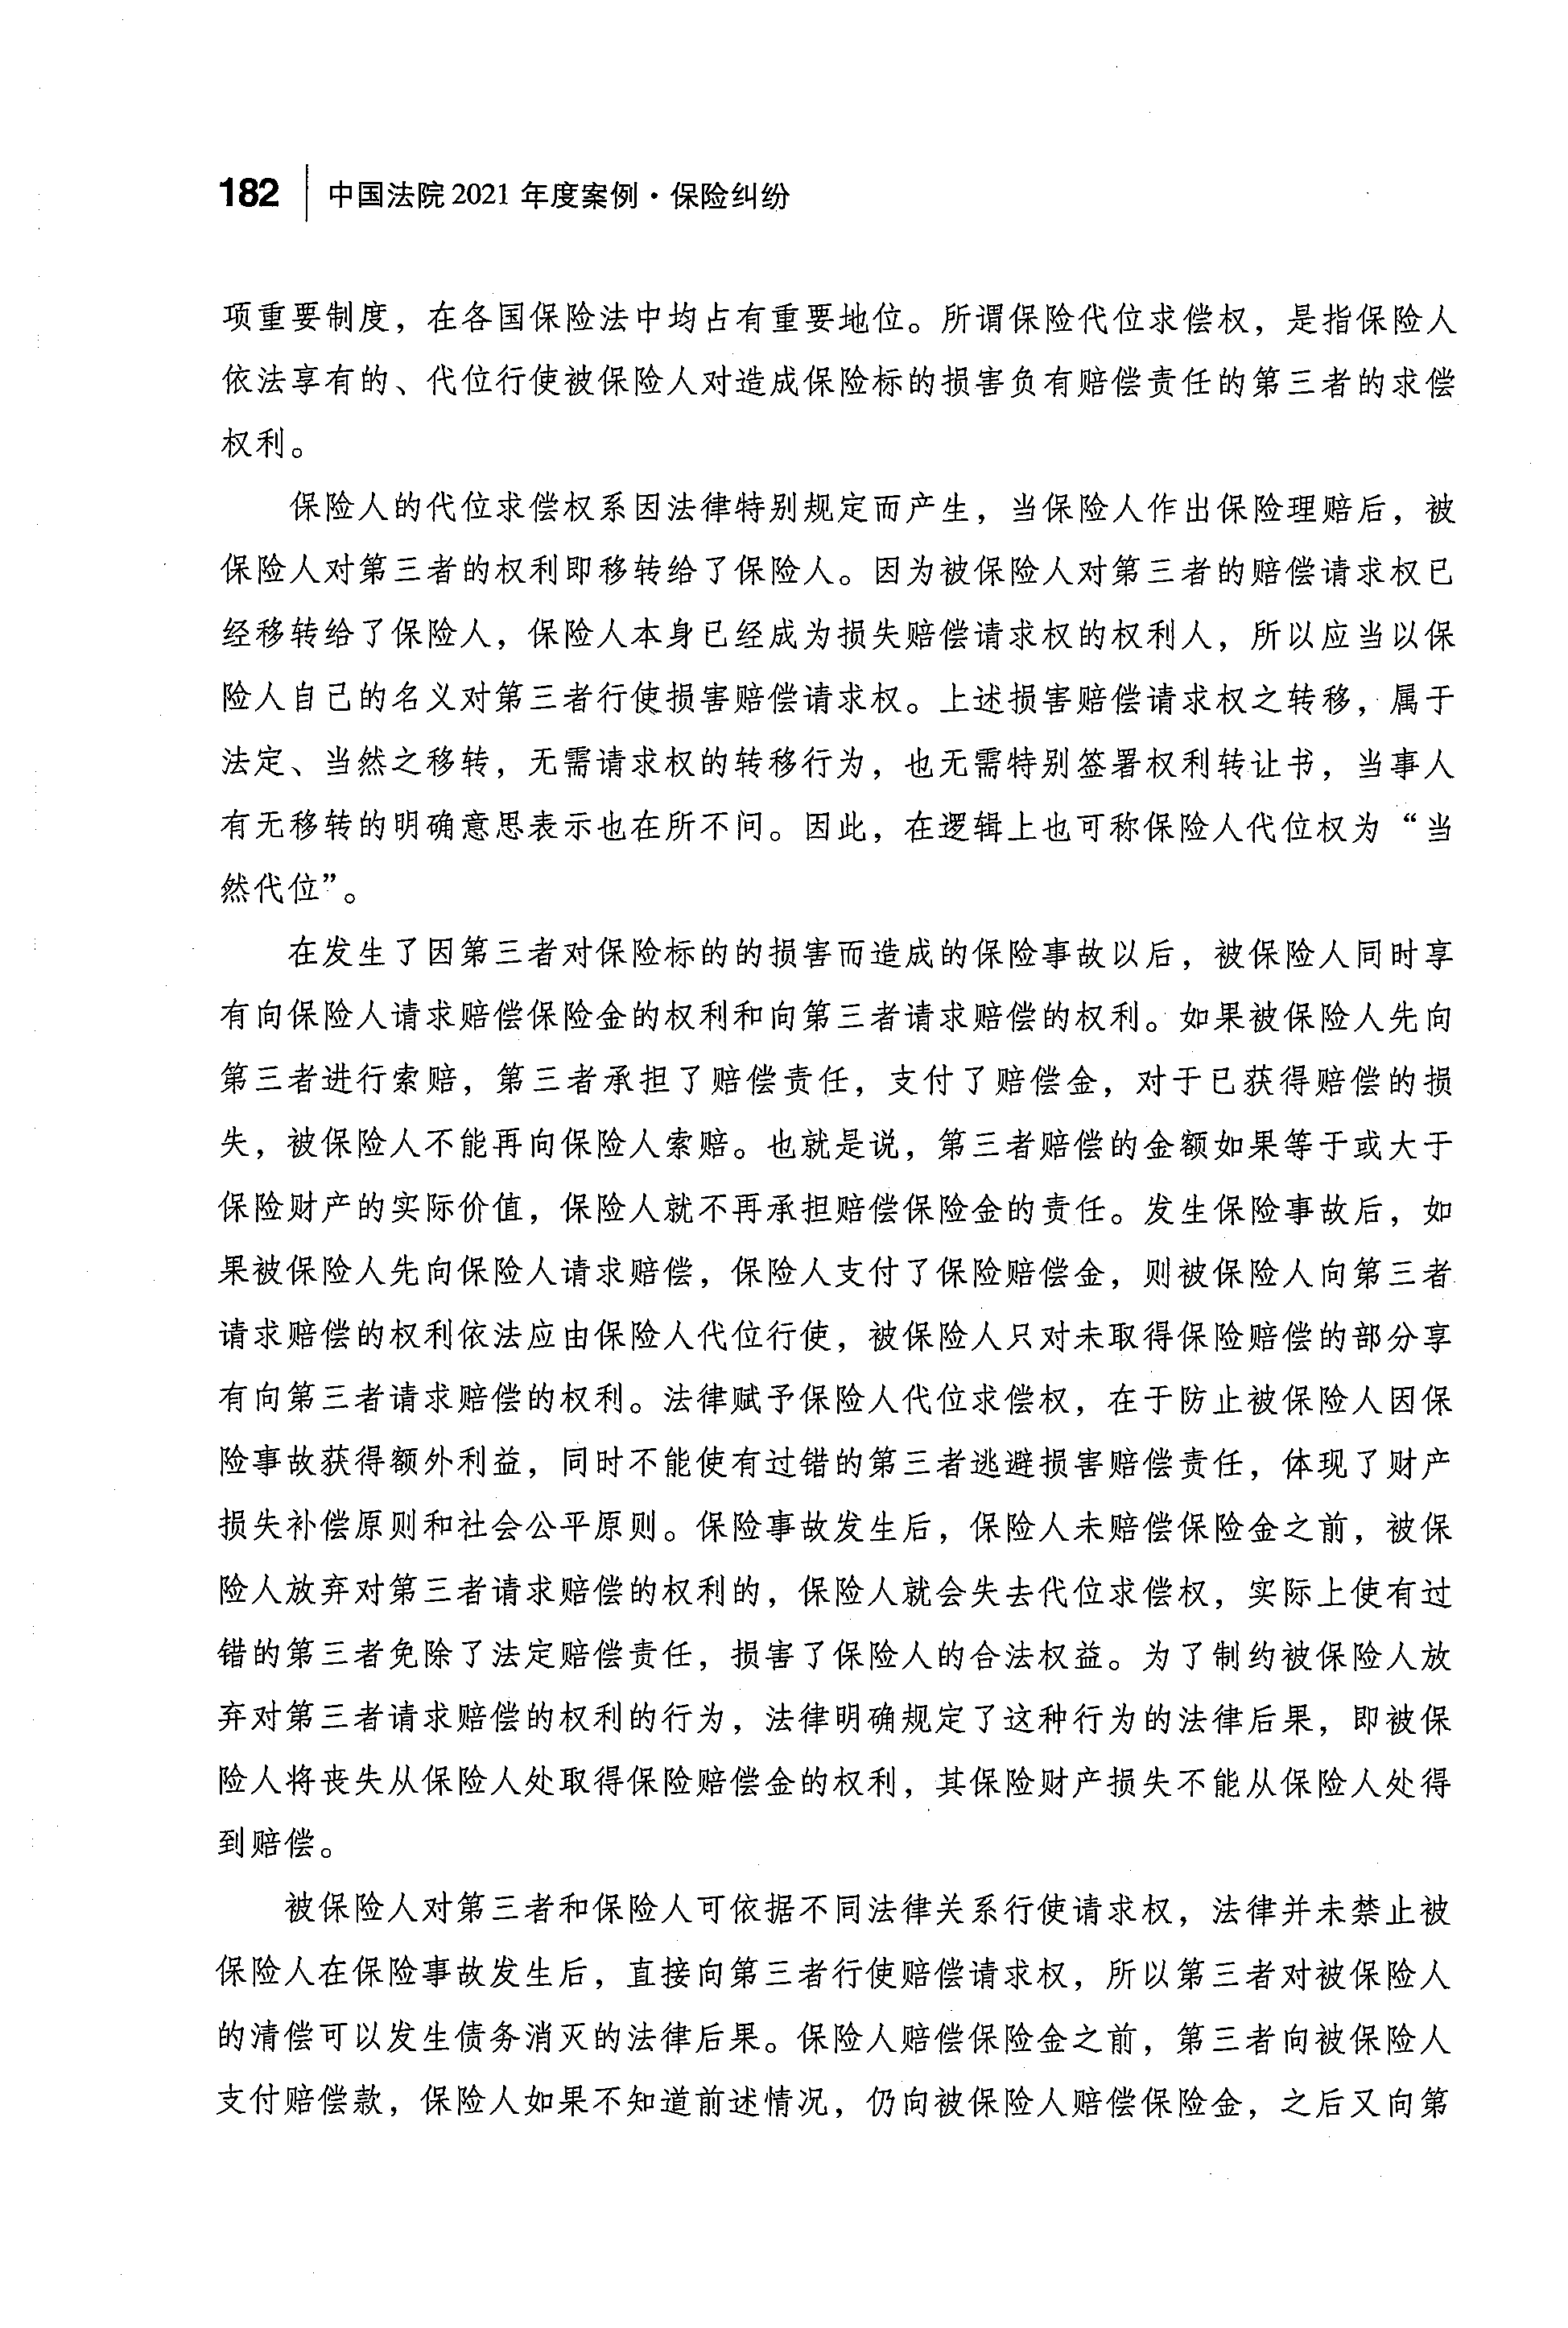 182 中国法院 2021 年度案例·保险纠纷
项重要制度，在各国保险法中均占有重要地位。所谓保险代位求偿权，是指保险人
依法享有的、代位行使被保险人对造成保险标的损害负有赔偿责任的第三者的求偿
权利。
保险人的代位求偿权系因法律特别规定而产生，当保险人作出保险理赔后，被
保险人对第三者的权利即移转给了保险人。因为被保险人对第三者的赔偿请求权已
经移转给了保险人，保险人本身已经成为损失赔偿请求权的权利人，所以应当以保
险人自己的名义对第三者行使损害赔偿请求权。上述损害赔偿请求权之转移，属于
法定、当然之移转，无需请求权的转移行为，也无需特别签署权利转让书，当事人
有无移转的明确意思表示也在所不问。因此，在逻辑上也可称保险人代位权为“当
然代位”。
在发生了因第三者对保险标的的损害而造成的保险事故以后，被保险人同时享
有向保险人请求赔偿保险金的权利和向第三者请求赔偿的权利。如果被保险人先向
第三者进行索赔，第三者承担了赔偿责任，支付了赔偿金，对于已获得赔偿的损
失，被保险人不能再向保险人索赔。也就是说，第三者赔偿的金额如果等于或大于
保险财产的实际价值，保险人就不再承担赔偿保险金的责任。发生保险事故后，如
果被保险人先向保险人请求赔偿，保险人支付了保险赔偿金，则被保险人向第三者
请求赔偿的权利依法应由保险人代位行使，被保险人只对未取得保险赔偿的部分享
有向第三者请求赔偿的权利。法律赋予保险人代位求偿权，在于防止被保险人因保
险事故获得额外利益，同时不能使有过错的第三者逃避损害赔偿责任，体现了财产
损失补偿原则和社会公平原则。保险事故发生后，保险人未赔偿保险金之前，被保
险人放弃对第三者请求赔偿的权利的，保险人就会失去代位求偿权，实际上使有过
错的第三者免除了法定赔偿责任，损害了保险人的合法权益。为了制约被保险人放
弃对第三者请求赔偿的权利的行为，法律明确规定了这种行为的法律后果，即被保
险人将丧失从保险人处取得保险赔偿金的权利，其保险财产损失不能从保险人处得
到赔偿。
被保险人对第三者和保险人可依据不同法律关系行使请求权，法律并未禁止被
保险人在保险事故发生后，直接向第三者行使赔偿请求权，所以第三者对被保险人
的清偿可以发生债务消灭的法律后果。保险人赔偿保险金之前，第三者向被保险人
支付赔偿款，保险人如果不知道前述情况，仍向被保险人赔偿保险金，之后又向第